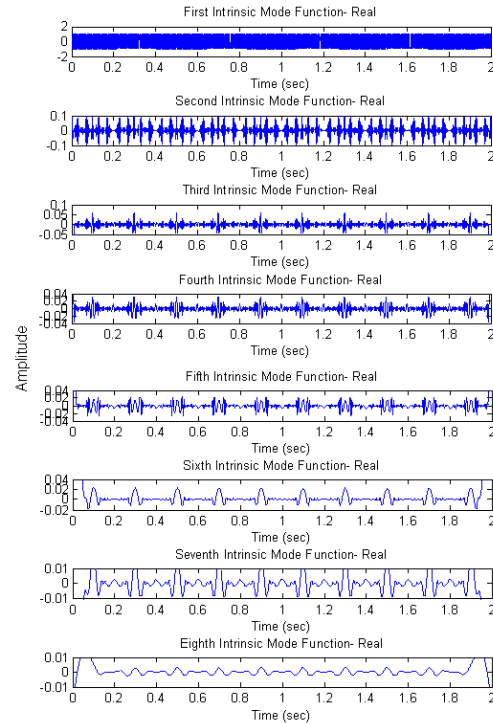 First Intrinsic Mode Function- Real
2
0
-2
0 0.2 0.4 0.6 0.8 1 1.2 1.4 1.6 1.8 2
Time (sec)
Second Intrinsic Mode Function- Real
0.1
0
-0.1
0 0.2 0.4 0.6 0.8 1 1.2 1.4 1.6 1.8 2
Time (sec)
Third Intrinsic Mode Function- Real
0.1
0.05
0
-0.05
0 0.2 0.4 0.6 0.8 1 1.2 1.4 1.6 1.8 2
Time (sec)
Fourth Intrinsic Mode Function- Real
0.04
0.02
0
-0.02
-0.04
0 0.2 0.4 0.6 0.8 1 1.2 1.4 1.6 1.8 2
Time (sec)
Amplitude
Fifth Intrinsic Mode Function- Real
0.04
0.02
0
-0.02
-0.04
0 0.2 0.4 0.6 0.8 1 1.2 1.4 1.6 1.8 2
Time (sec)
Sixth Intrinsic Mode Function- Real
0.04
0.02
0
-0.02
0 0.2 0.4 0.6 0.8 1 1.2 1.4 1.6 1.8 2
Time (sec)
Seventh Intrinsic Mode Function- Real
0.01
0
-0.01
0 0.2 0.4 0.6 0.8 1 1.2 1.4 1.6 1.8 2
Time (sec)
Eighth Intrinsic Mode Function- Real
0.01
0
-0.01
0 0.2 0.4 0.6 0.8 1 1.2 1.4 1.6 1.8 2
Time (sec)